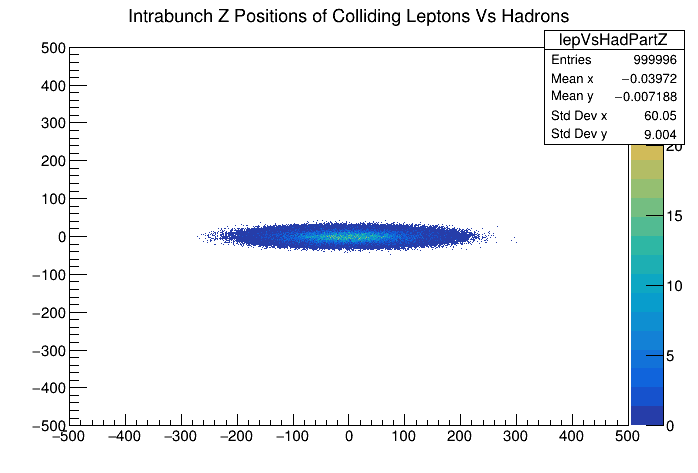 Intrabunch Z Positions of Colliding Leptons Vs Hadrons
lepVsHadPartZ
Entries 999996
Mean x −0.03972
Mean y −0.007188
Std Dev x 60.05
Std Dev y 9.004
500
400
300
200
100
0
−100
−200
−300
−400
−500
−500 −400 −300 −200 −100 0 100 200 300 400 500
20
15
10
5
0